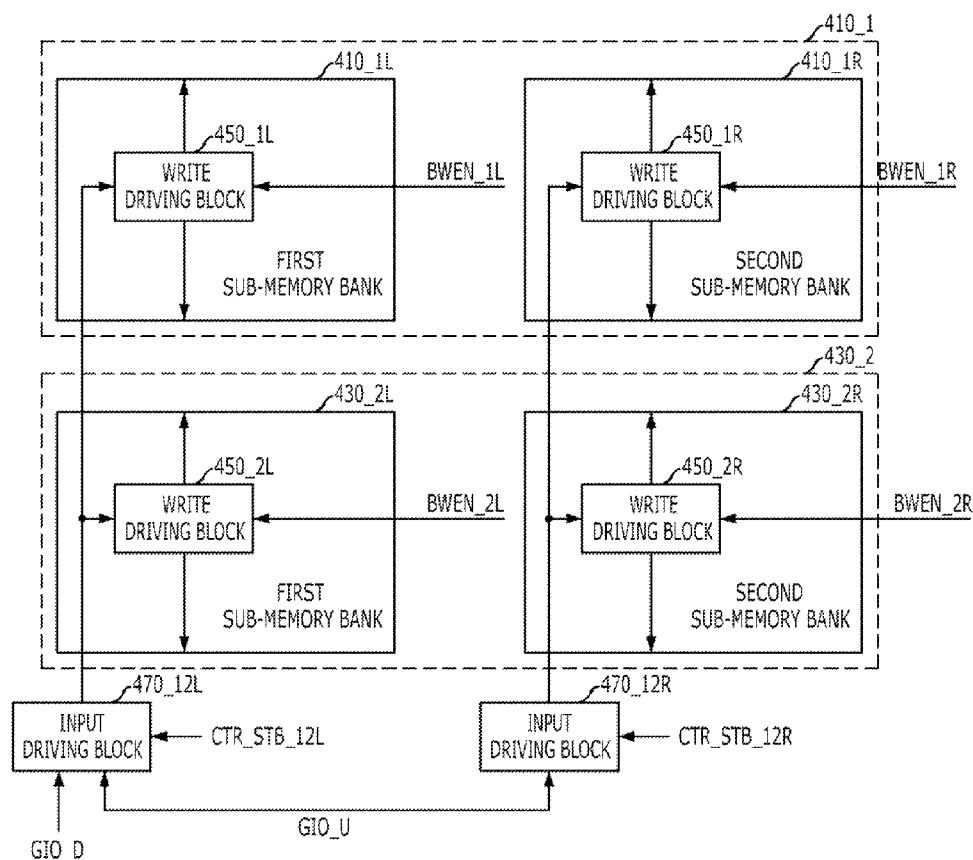 410_1
410_1L
410_1R
450_1L
450_1R
WRITE
DRIVING BLOCK
BWEN_1L
WRITE
DRIVING BLOCK
BWEN_1R
FIRST
SUB-MEMORY BANK
SECOND
SUB-MEMORY BANK
430_2
430_2L
430_2R
450_2L
450_2R
WRITE
DRIVING BLOCK
BWEN_2L
WRITE
DRIVING BLOCK
BWEN_2R
FIRST
SUB-MEMORY BANK
SECOND
SUB-MEMORY BANK
470_12L
470_12R
INPUT
DRIVING BLOCK
CTR_STB_12L
INPUT
DRIVING BLOCK
CTR_STB_12R
GIO_U
GIO_D